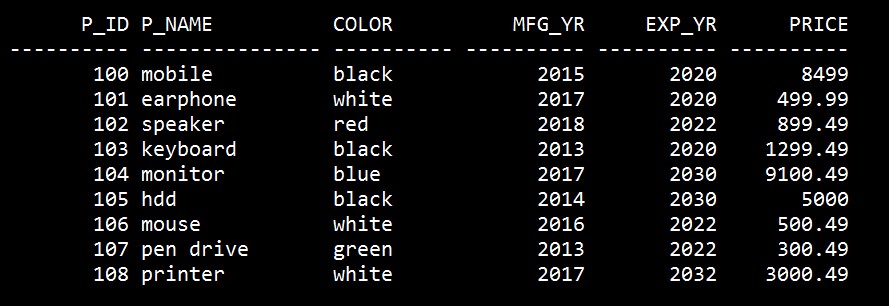 P_ID P_NAME COLOR MFG_YR EXP_YR PRICE
---------- --------------- ---------- ---------- ---------- ----------
100 mobile black 2015 2020 8499
101 earphone white 2017 2020 499.99
102 speaker red 2018 2022 899.49
103 keyboard black 2013 2020 1299.49
104 monitor blue 2017 2030 9100.49
105 hdd black 2014 2030 5000
106 mouse white 2016 2022 500.49
107 pen drive green 2013 2022 300.49
108 printer white 2017 2032 3000.49